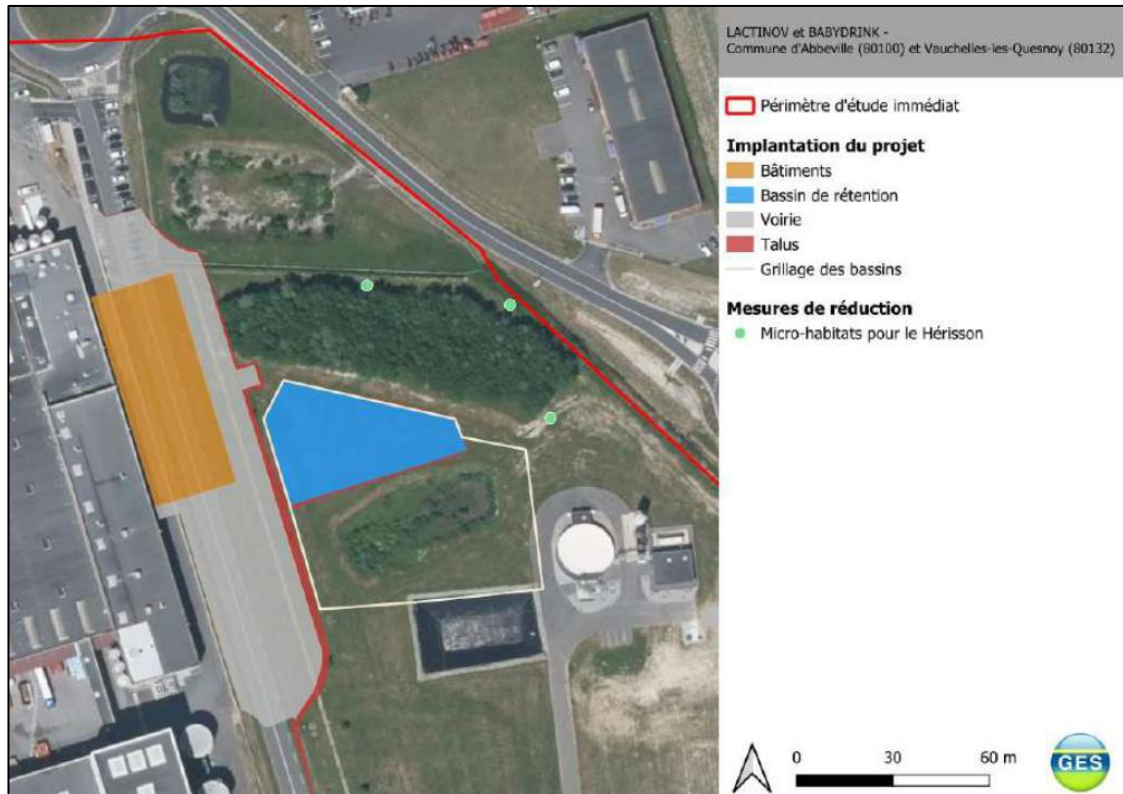 LACTINOV et BABYDRINK -
Commune d'Abbeville (80100) et Vauchelles-les-Quesnoy (80132)
Périmètre d'étude immédiat
Implantation du projet
Bâtiments
Bassin de rétention
Voirie
Talus
Grillage des bassins
Mesures de réduction
Micro-habitats pour le Hérisson
0 30 60 m
GES